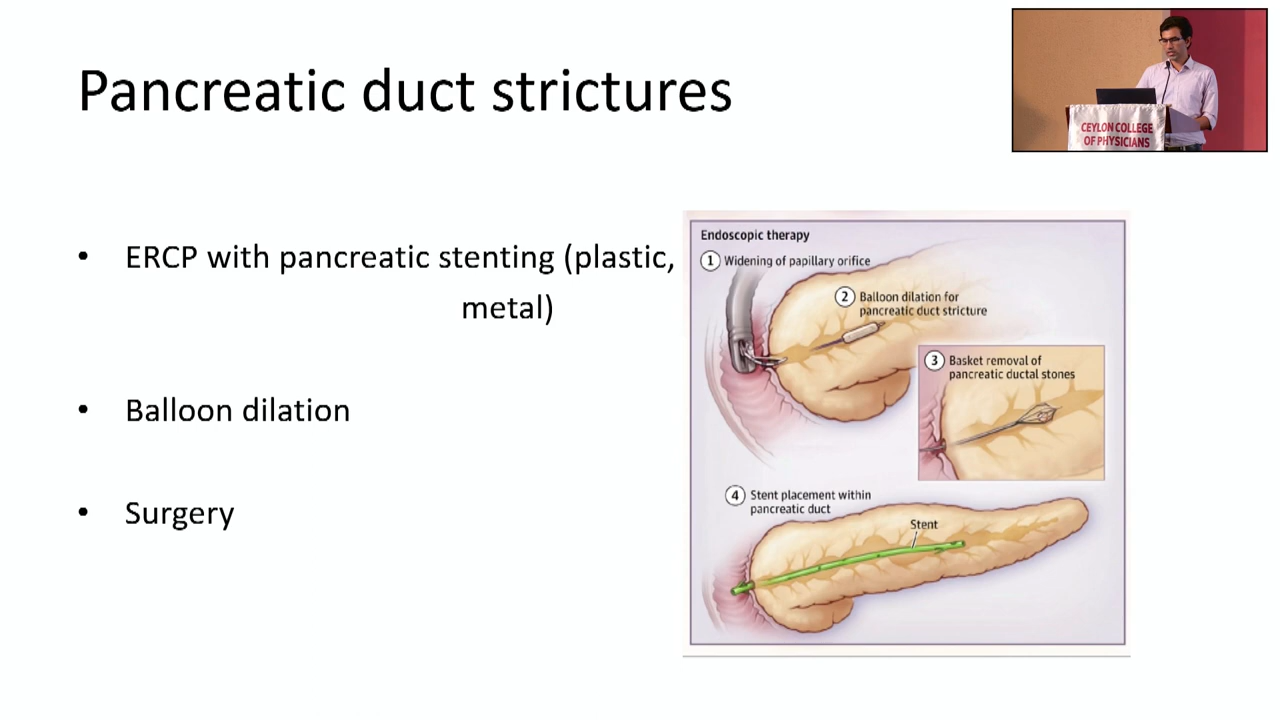 Pancreatic duct strictures
CEYLON COLLEGE
OF PHYSICIANS
• ERCP with pancreatic stenting (plastic,
metal)
• Balloon dilation
• Surgery
Endoscopic therapy
1 Widening of papillary orifice
2 Balloon dilation for
pancreatic duct stricture
3 Basket removal of
pancreatic ductal stones
4 Stent placement within
pancreatic duct
Stent